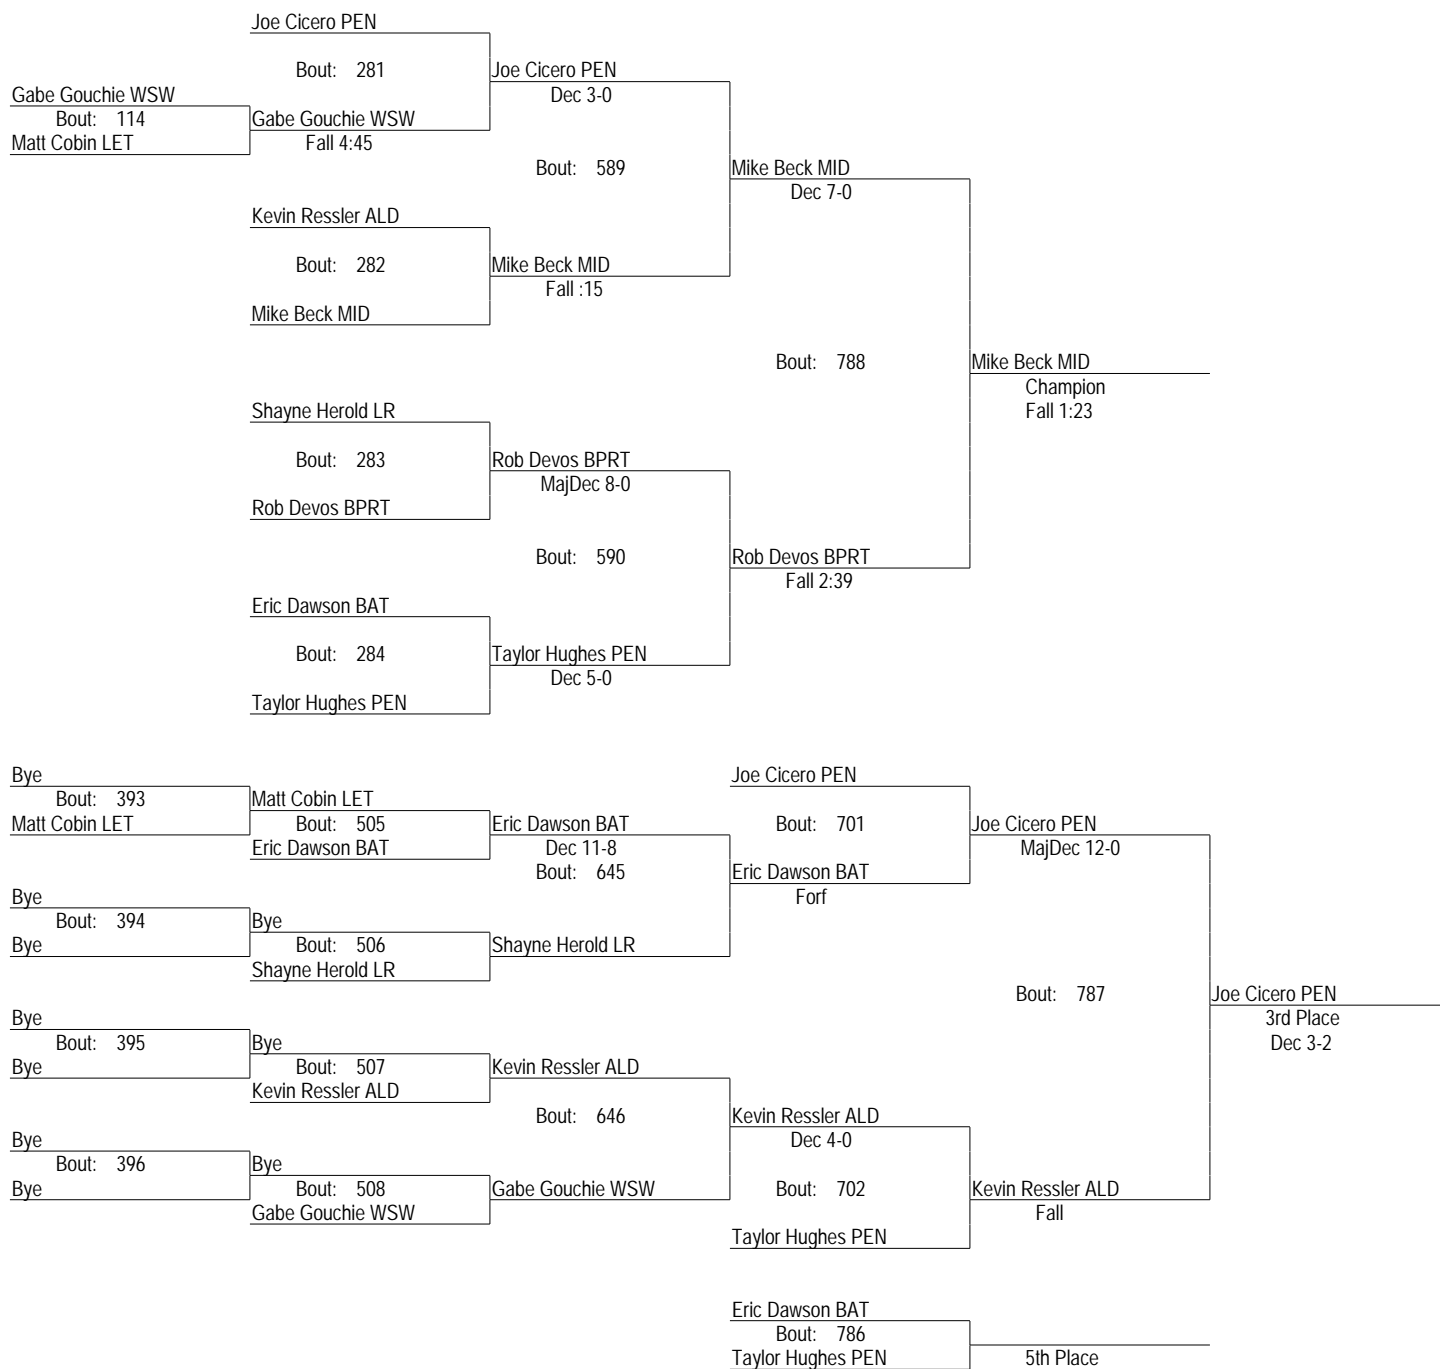 Joe Cicero PEN
Bout: 281
Joe Cicero PEN
Gabe Gouchie WSW
Dec 3-0
Bout: 114
Gabe Gouchie WSW
Matt Cobin LET
Fall 4:45
Bout: 589
Mike Beck MID
Dec 7-0
Kevin Ressler ALD
Bout: 282
Mike Beck MID
Fall :15
Mike Beck MID
Bout: 788
Mike Beck MID
Champion
Shayne Herold LR
Fall 1:23
Bout: 283
Rob Devos BPRT
MajDec 8-0
Rob Devos BPRT
Bout: 590
Rob Devos BPRT
Fall 2:39
Eric Dawson BAT
Bout: 284
Taylor Hughes PEN
Dec 5-0
Taylor Hughes PEN
Bye
Joe Cicero PEN
Bout: 393
Matt Cobin LET
Matt Cobin LET
Bout: 505
Eric Dawson BAT
Bout: 701
Joe Cicero PEN
Eric Dawson BAT
Dec 11-8
MajDec 12-0
Bout: 645
Eric Dawson BAT
Bye
Forf
Bout: 394
Bye
Bye
Bout: 506
Shayne Herold LR
Shayne Herold LR
Bout: 787
Joe Cicero PEN
Bye
3rd Place
Bout: 395
Bye
Dec 3-2
Bye
Bout: 507
Kevin Ressler ALD
Kevin Ressler ALD
Bout: 646
Kevin Ressler ALD
Bye
Dec 4-0
Bout: 396
Bye
Bye
Bout: 508
Gabe Gouchie WSW
Bout: 702
Kevin Ressler ALD
Gabe Gouchie WSW
Fall
Taylor Hughes PEN
Eric Dawson BAT
Bout: 786
Taylor Hughes PEN
5th Place